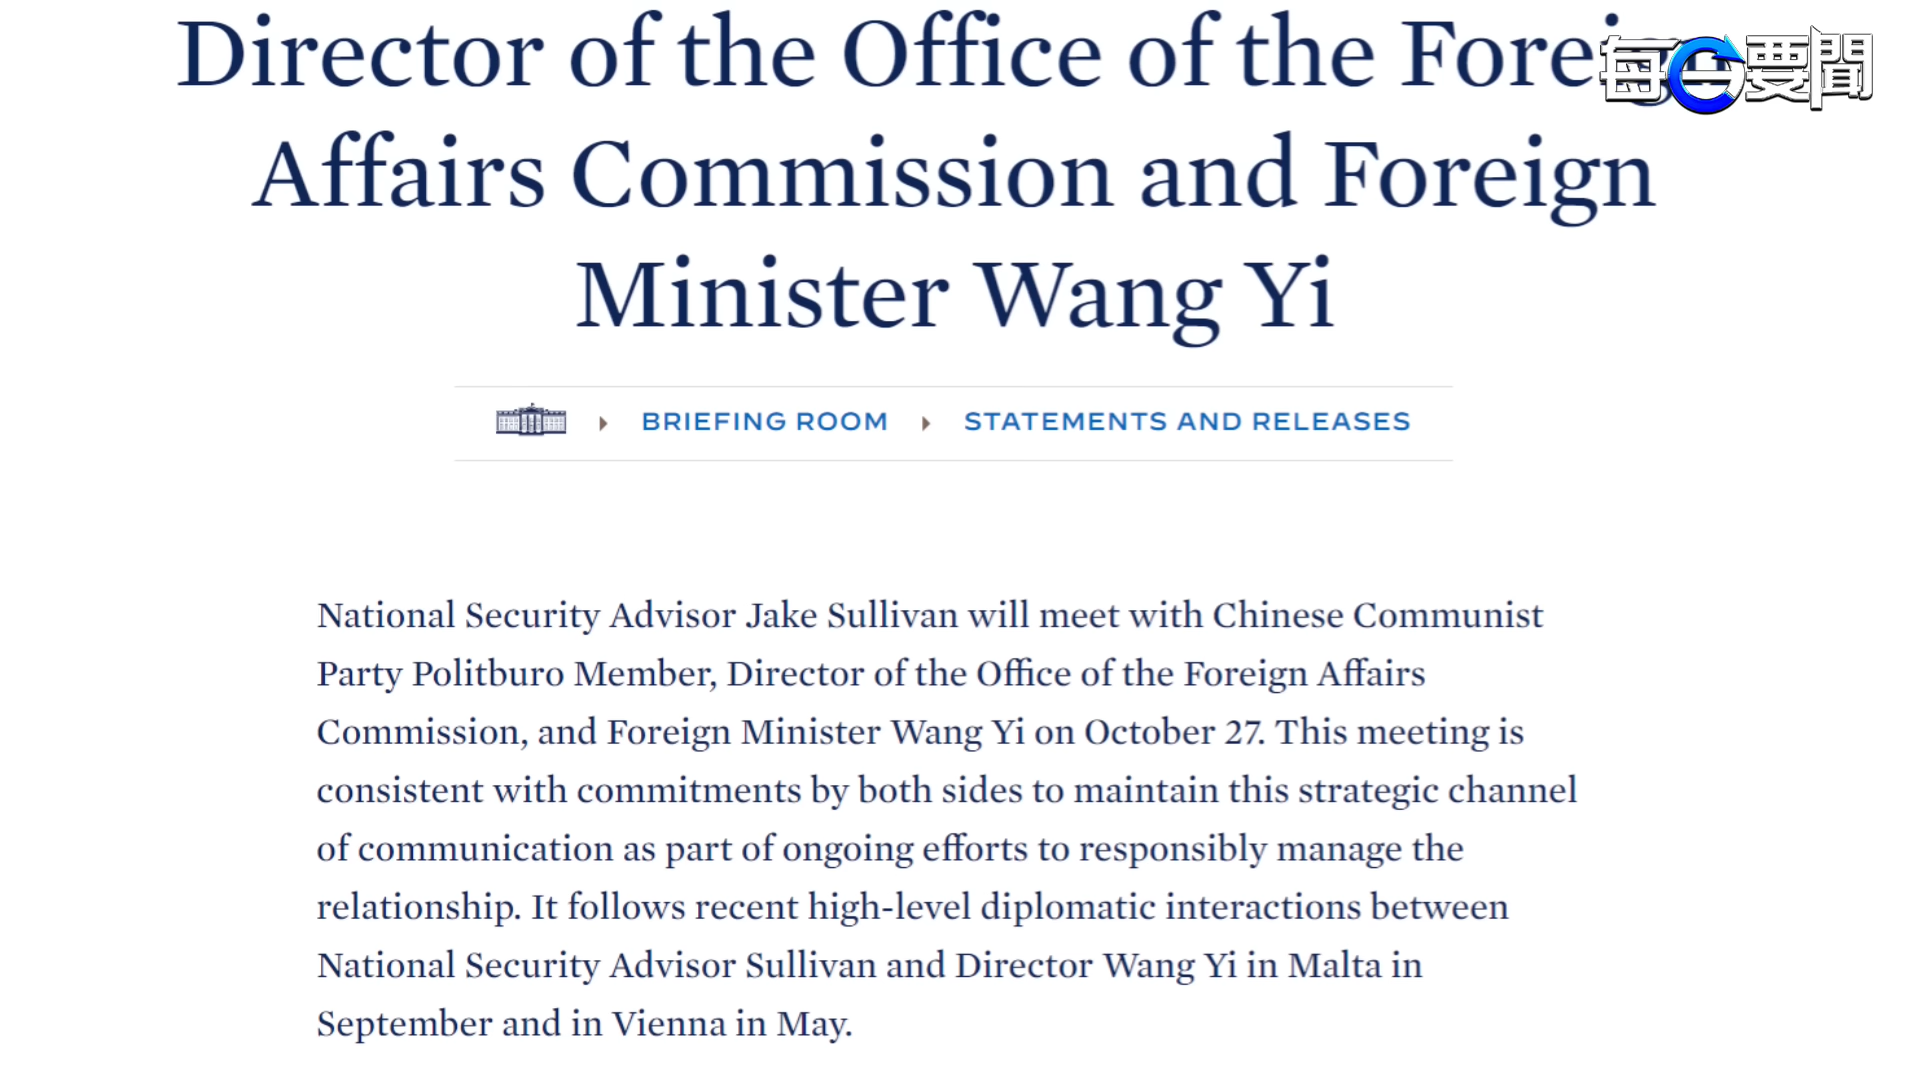 Director of the Office of the Foreign
每日要聞
Affairs Commission and Foreign
Minister Wang Yi
BRIEFING ROOM STATEMENTS AND RELEASES
National Security Advisor Jake Sullivan will meet with Chinese Communist
Party Politburo Member, Director of the Office of the Foreign Affairs
Commission, and Foreign Minister Wang Yi on October 27. This meeting is
consistent with commitments by both sides to maintain this strategic channel
of communication as part of ongoing efforts to responsibly manage the
relationship. It follows recent high-level diplomatic interactions between
National Security Advisor Sullivan and Director Wang Yi in Malta in
September and in Vienna in May.